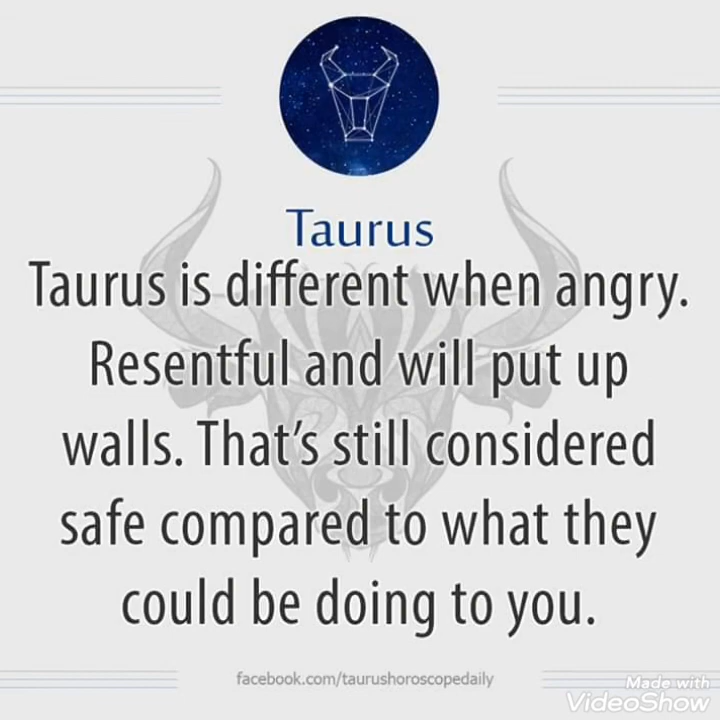 Taurus
Taurus is different when angry.
Resentful and will put up
walls. That's still considered
safe compared to what they
could be doing to you.
facebook.com/taurushoroscopedaily
Made with
VideoShow